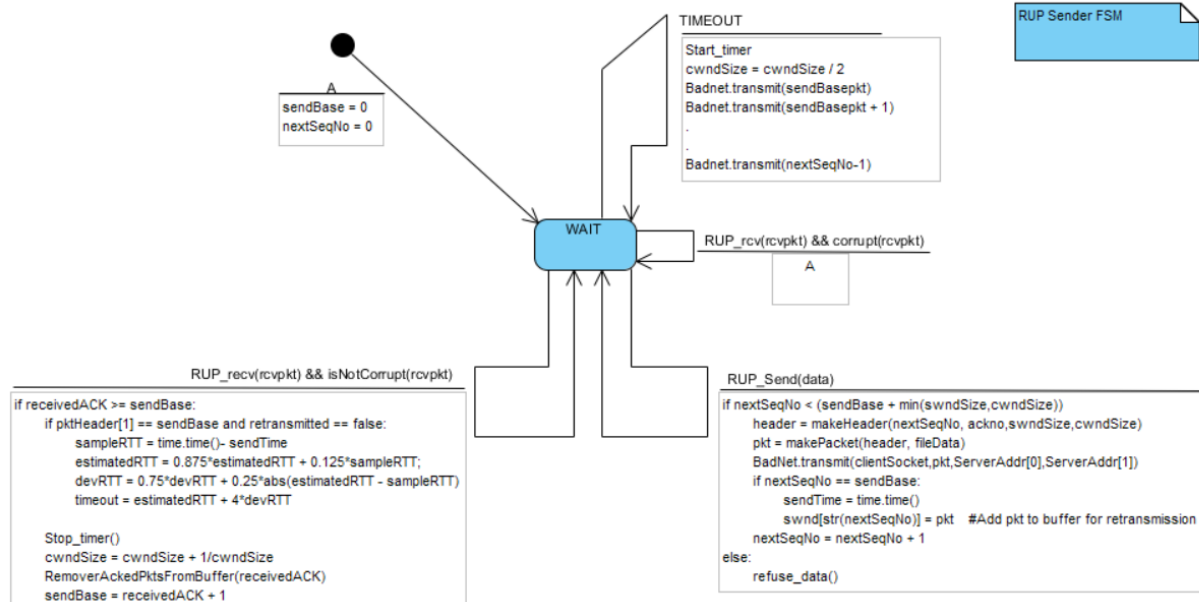 RUP Sender FSM
TIMEOUT
Start_timer
cwndSize = cwndSize / 2
Badnet.transmit(sendBasepkt)
Badnet.transmit(sendBasepkt + 1)
.
.
Badnet.transmit(nextSeqNo-1)
A
sendBase = 0
nextSeqNo = 0
WAIT
RUP_rcv(rcvpkt) && corrupt(rcvpkt)
A
RUP_recv(rcvpkt) && isNotCorrupt(rcvpkt)
if receivedACK >= sendBase:
if pktHeader[1] == sendBase and retransmitted == false:
sampleRTT = time.time()- sendTime
estimatedRTT = 0.875*estimatedRTT + 0.125*sampleRTT;
devRTT = 0.75*devRTT + 0.25*abs(estimatedRTT - sampleRTT)
timeout = estimatedRTT + 4*devRTT
Stop_timer()
cwndSize = cwndSize + 1/cwndSize
RemoverAckedPktsFromBuffer(receivedACK)
sendBase = receivedACK + 1
RUP_Send(data)
if nextSeqNo < (sendBase + min(swndSize,cwndSize))
header = makeHeader(nextSeqNo, ackno,swndSize,cwndSize)
pkt = makePacket(header, fileData)
BadNet.transmit(clientSocket,pkt,ServerAddr[0],ServerAddr[1])
if nextSeqNo == sendBase:
sendTime = time.time()
swnd[str(nextSeqNo)] = pkt #Add pkt to buffer for retransmission
nextSeqNo = nextSeqNo + 1
else:
refuse_data()